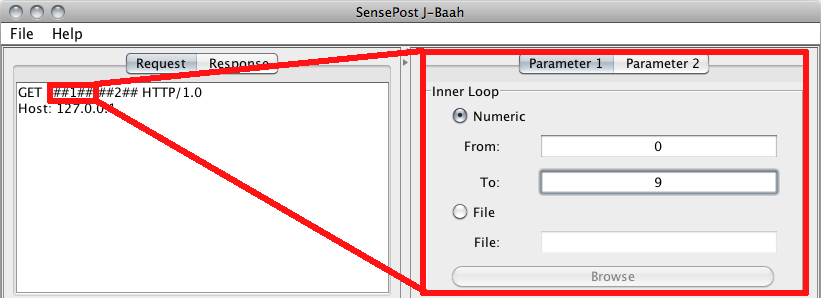 SensePost J-Baah
File Help
Request Response
GET ##1## ##2## HTTP/1.0
Host: 127.0.0.1
Parameter 1 Parameter 2
Inner Loop
Numeric
From: 0
To: 9
File
File:
Browse